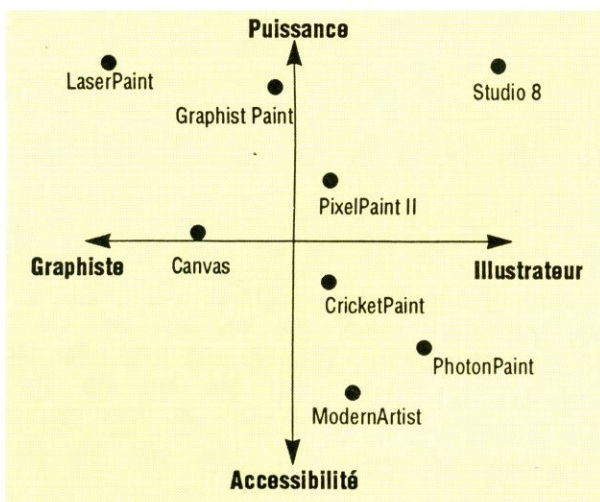 Puissance
LaserPaint
Graphist Paint
Studio 8
PixelPaint II
Graphiste
Canvas
Illustrateur
CricketPaint
PhotonPaint
ModernArtist
Accessibilité